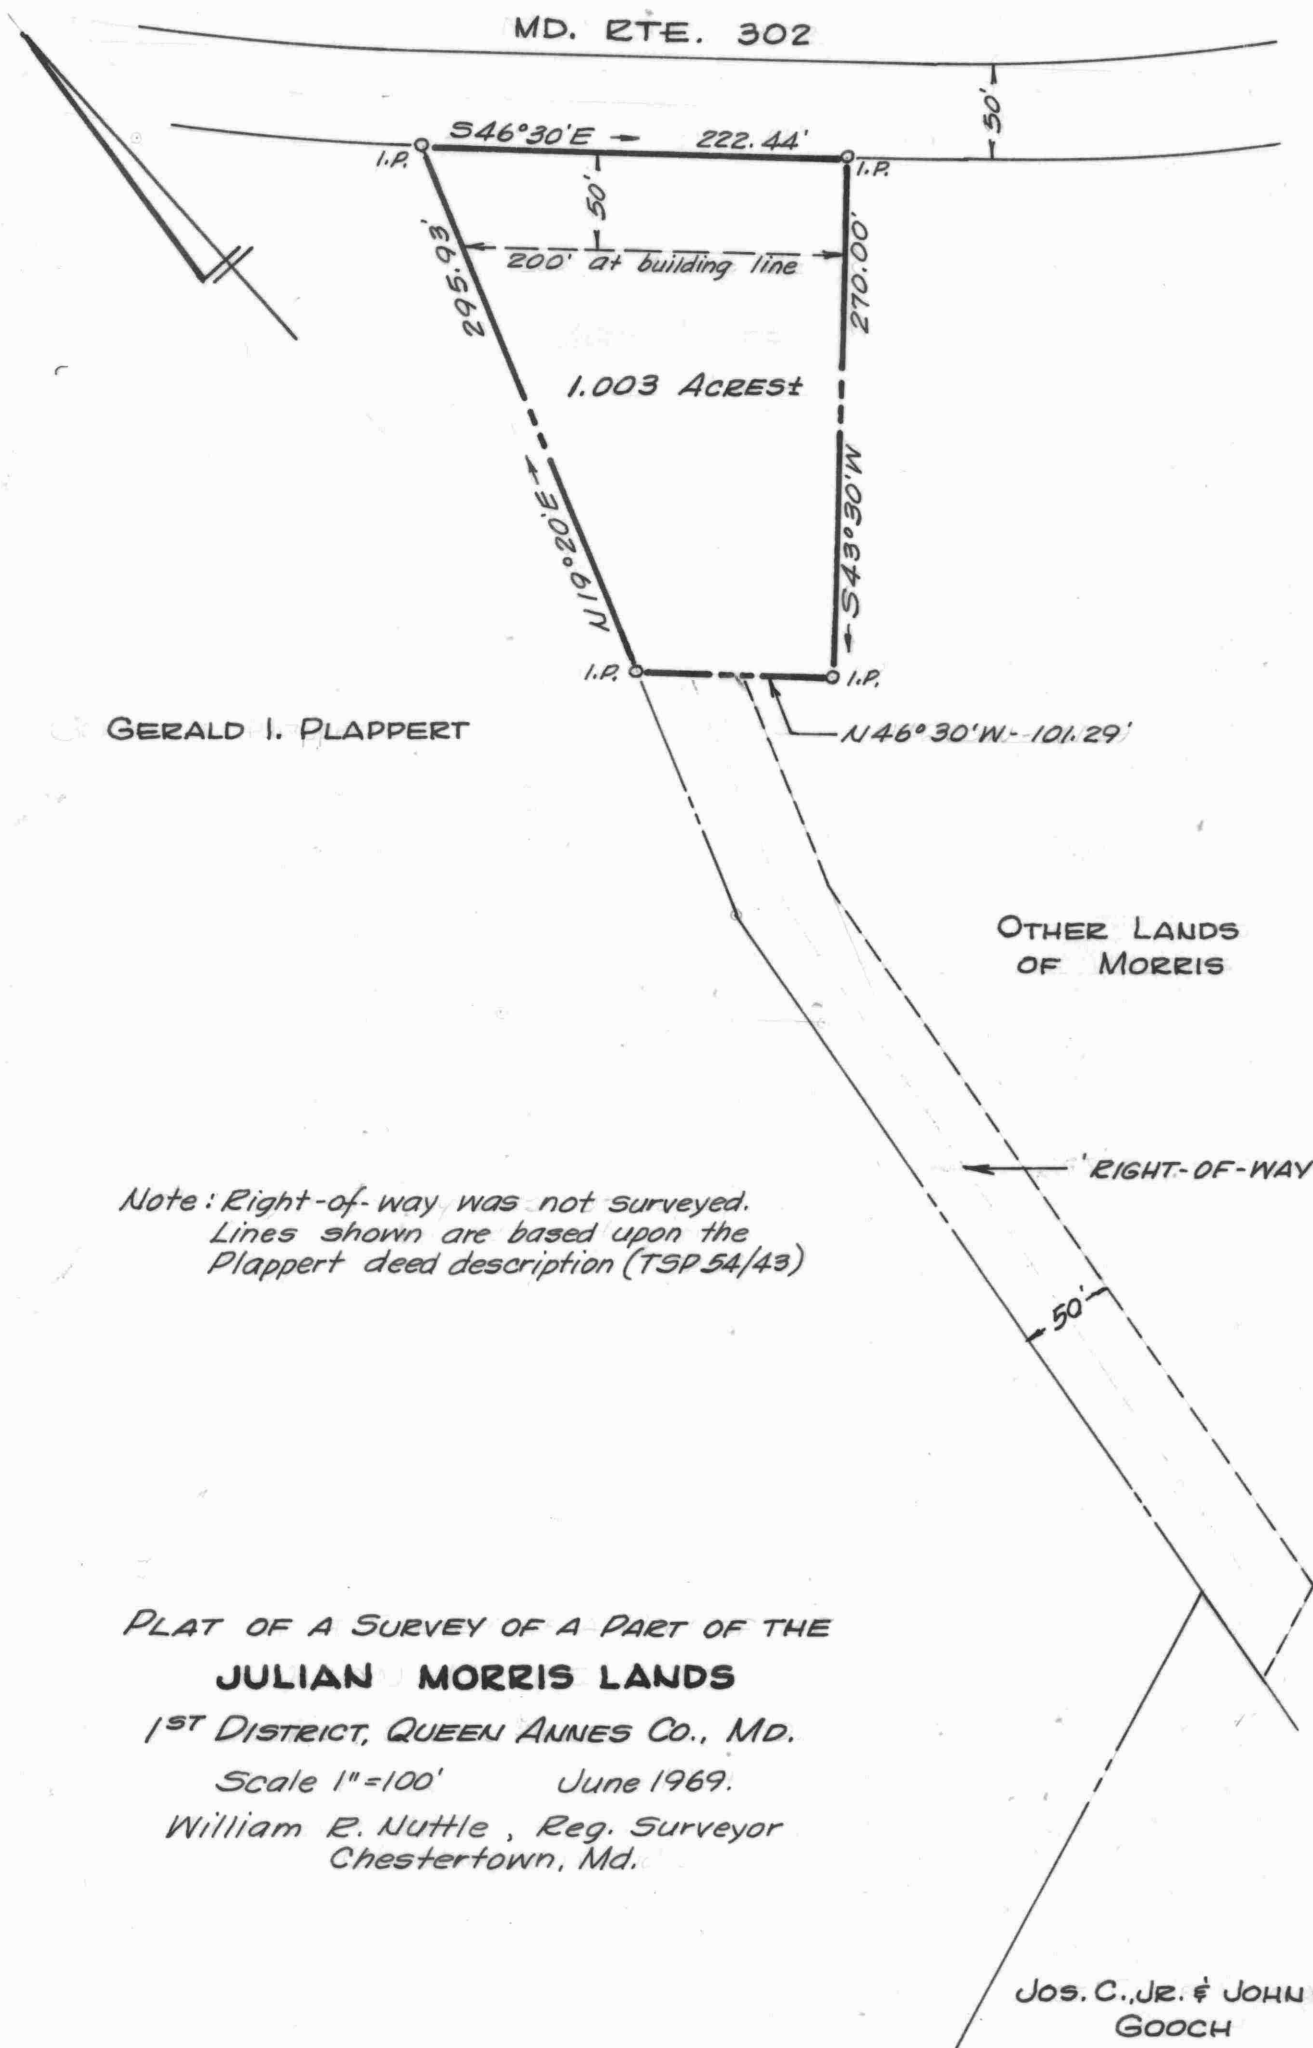 MD. RTE. 302
50'
S46°30'E → 222.44'
I.P.
I.P.
50'
200' at building line
295.93'
270.00'
1.003 ACRES±
N19°20'E →
← S43°30'W
I.P.
I.P.
GERALD I. PLAPPERT
N46°30'W - 101.29'
OTHER LANDS
OF MORRIS
RIGHT-OF-WAY
Note: Right-of-way was not surveyed.
Lines shown are based upon the
Plappert deed description (TSP 54/43)
50'
PLAT OF A SURVEY OF A PART OF THE
JULIAN MORRIS LANDS
1ST DISTRICT, QUEEN ANNES CO., MD.
Scale 1"=100' June 1969.
William R. Nuttle, Reg. Surveyor
Chestertown, Md.
JOS. C., JR. & JOHN
GOOCH